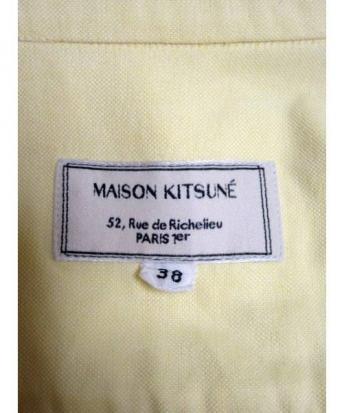 MAISON KITSUNÉ
52, Rue de Richelieu
PARIS 1er
38